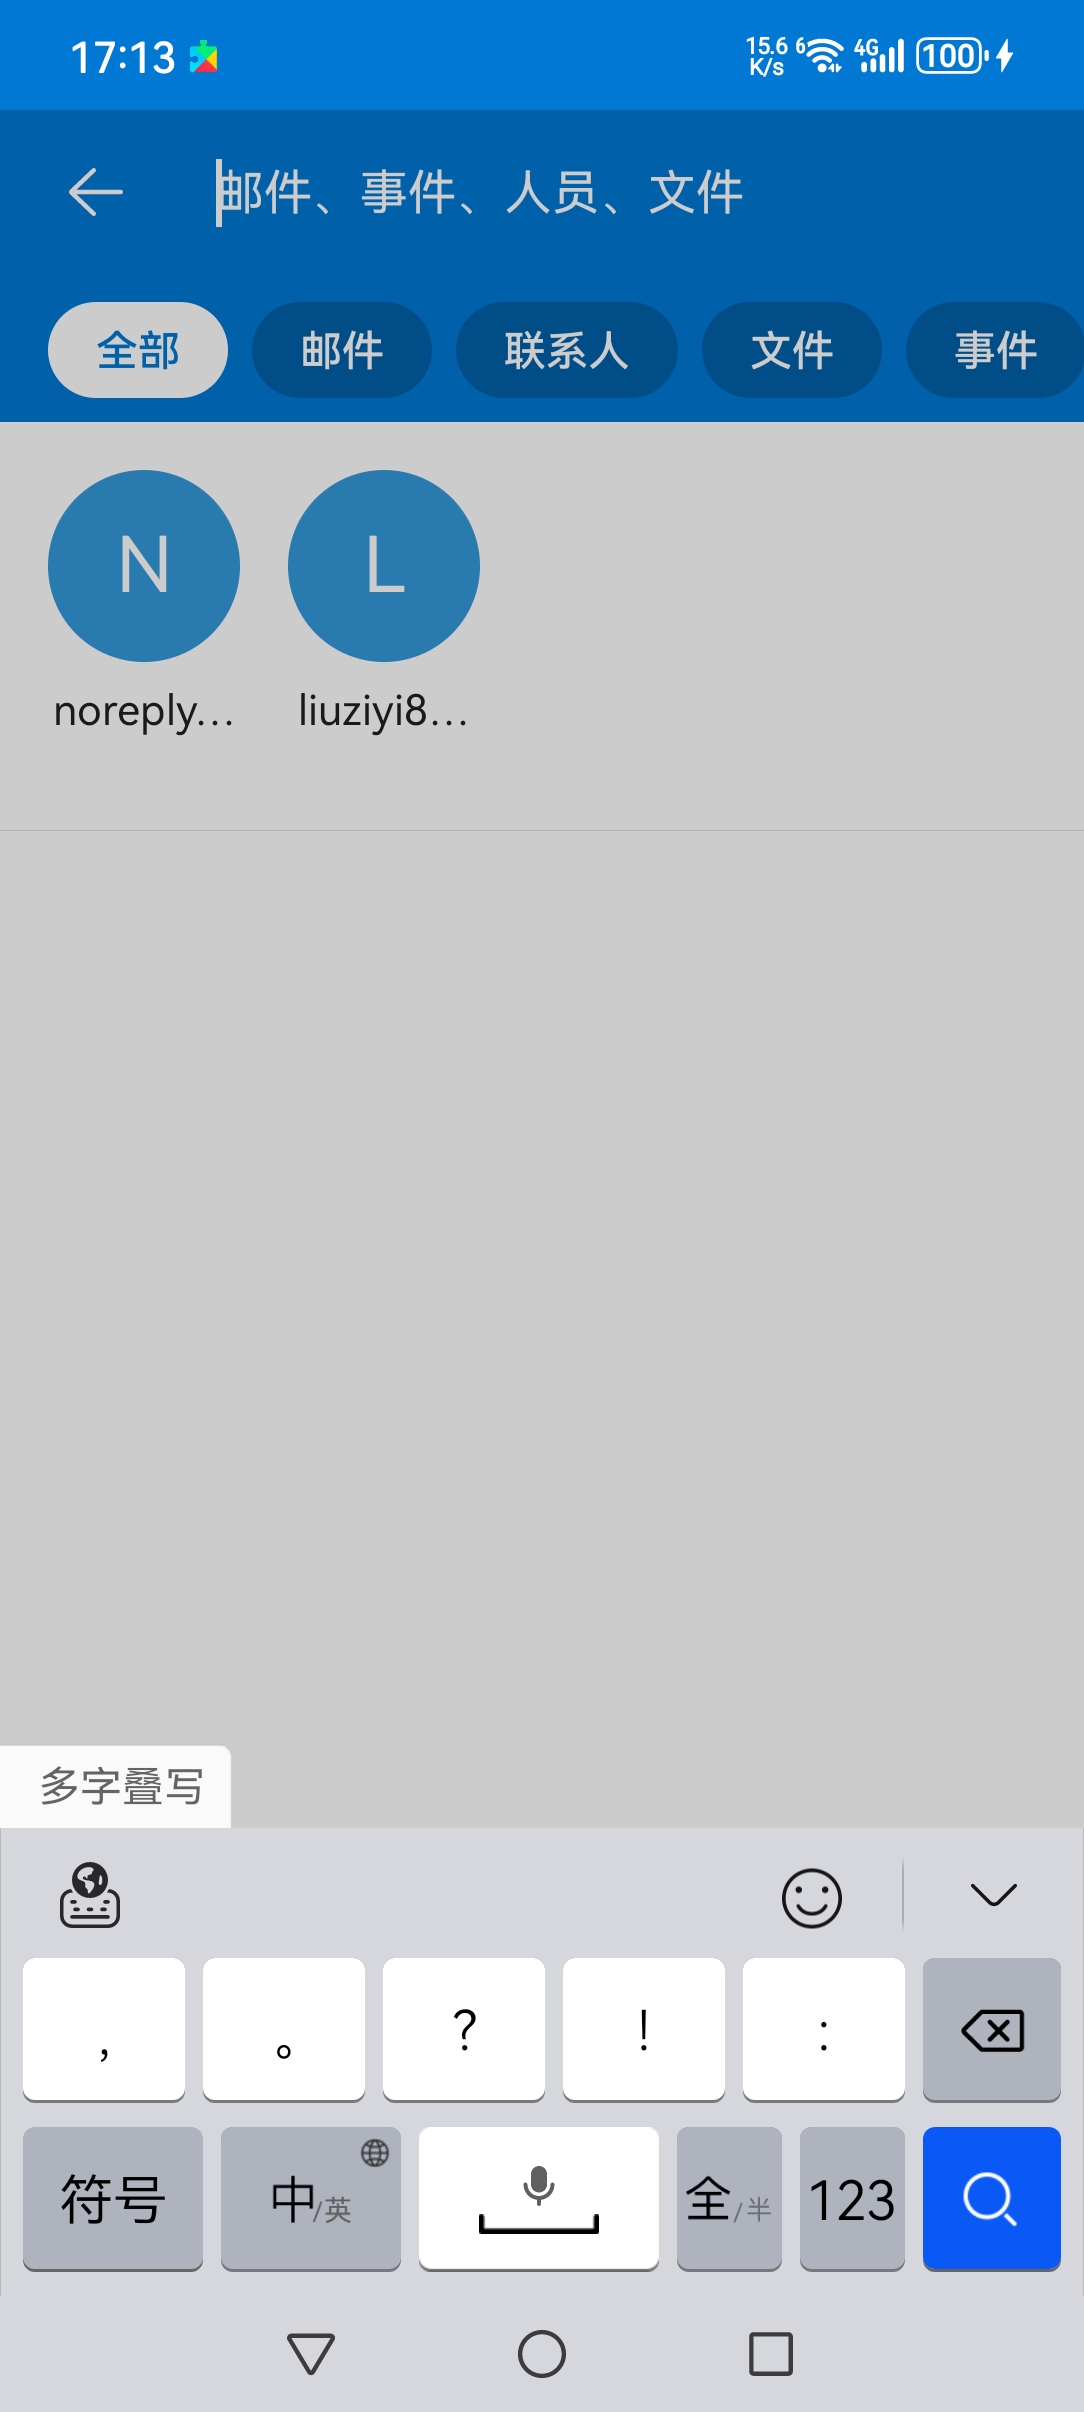 17:13 15.6 K/s 6 4G 100
邮件、事件、人员、文件
全部 邮件 联系人 文件 事件
N L
noreply... liuziyi8...
多字叠写
， 。 ？ ！ ：
符号 中/英 全/半 123